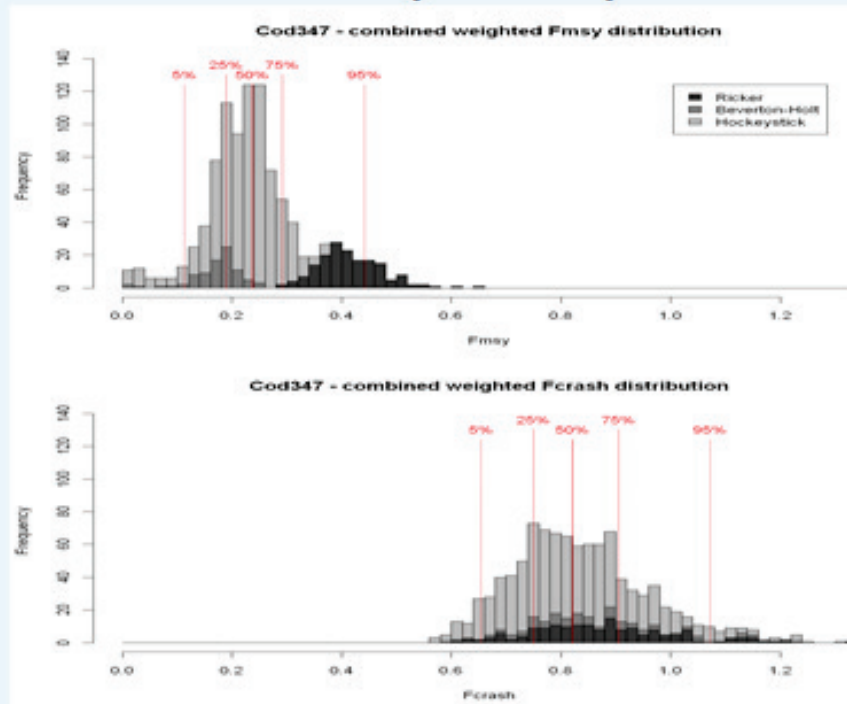 Cod347 - combined weighted Fmsy distribution
140
120
100
80
60
40
20
0
Frequency
5%
25%
50%
75%
95%
Ricker
Beverton-Holt
Hockeystick
0.0 0.2 0.4 0.6 0.8 1.0 1.2
Fmsy
Cod347 - combined weighted Fcrash distribution
140
120
100
80
60
40
20
0
Frequency
5%
25%
50%
75%
95%
0.0 0.2 0.4 0.6 0.8 1.0 1.2
Fcrash